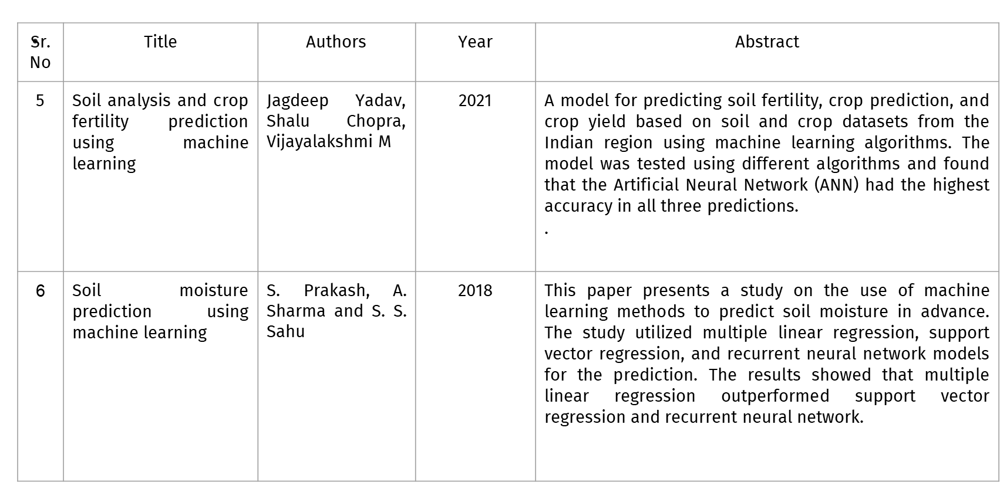 Sr. No
Title
Authors
Year
Abstract
5
Soil analysis and crop
fertility prediction
using machine
learning
Jagdeep Yadav,
Shalu Chopra,
Vijayalakshmi M
2021
A model for predicting soil fertility, crop prediction, and
crop yield based on soil and crop datasets from the
Indian region using machine learning algorithms. The
model was tested using different algorithms and found
that the Artificial Neural Network (ANN) had the highest
accuracy in all three predictions.
.
6
Soil moisture
prediction using
machine learning
S. Prakash, A.
Sharma and S. S.
Sahu
2018
This paper presents a study on the use of machine
learning methods to predict soil moisture in advance.
The study utilized multiple linear regression, support
vector regression, and recurrent neural network models
for the prediction. The results showed that multiple
linear regression outperformed support vector
regression and recurrent neural network.